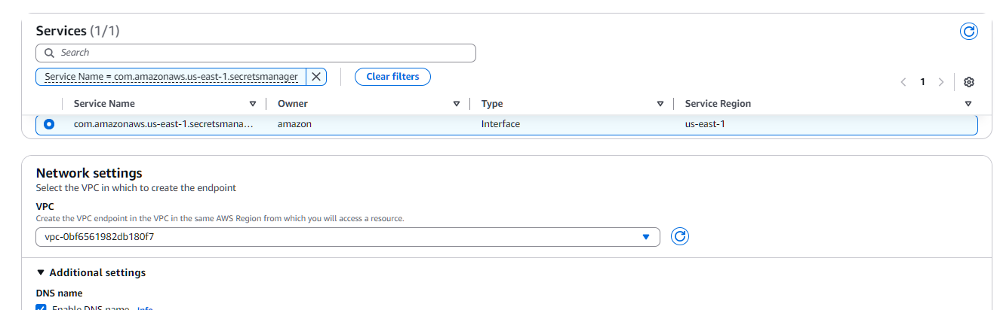 Services (1/1)
Search
Service Name = com.amazonaws.us-east-1.secretsmanager
Clear filters
1
Service Name Owner Type Service Region
com.amazonaws.us-east-1.secretsmana... amazon Interface us-east-1
Network settings
Select the VPC in which to create the endpoint
VPC
Create the VPC endpoint in the VPC in the same AWS Region from which you will access a resource.
vpc-0bf6561982db180f7
Additional settings
DNS name
Enable DNS name Info